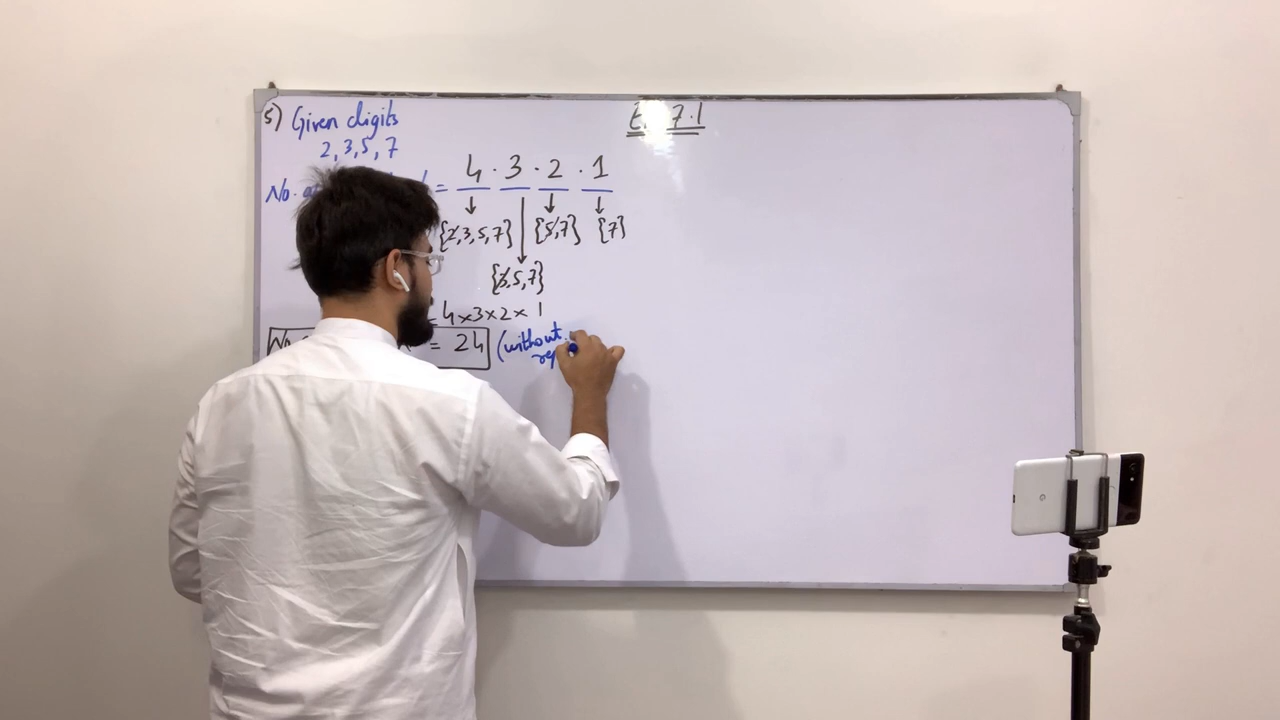 Ex 7.1
5) Given digits
2, 3, 5, 7
No. = 4 . 3 . 2 . 1
{2,3,5,7} {5,7} {7}
{3,5,7}
= 4 x 3 x 2 x 1
= 24 (without